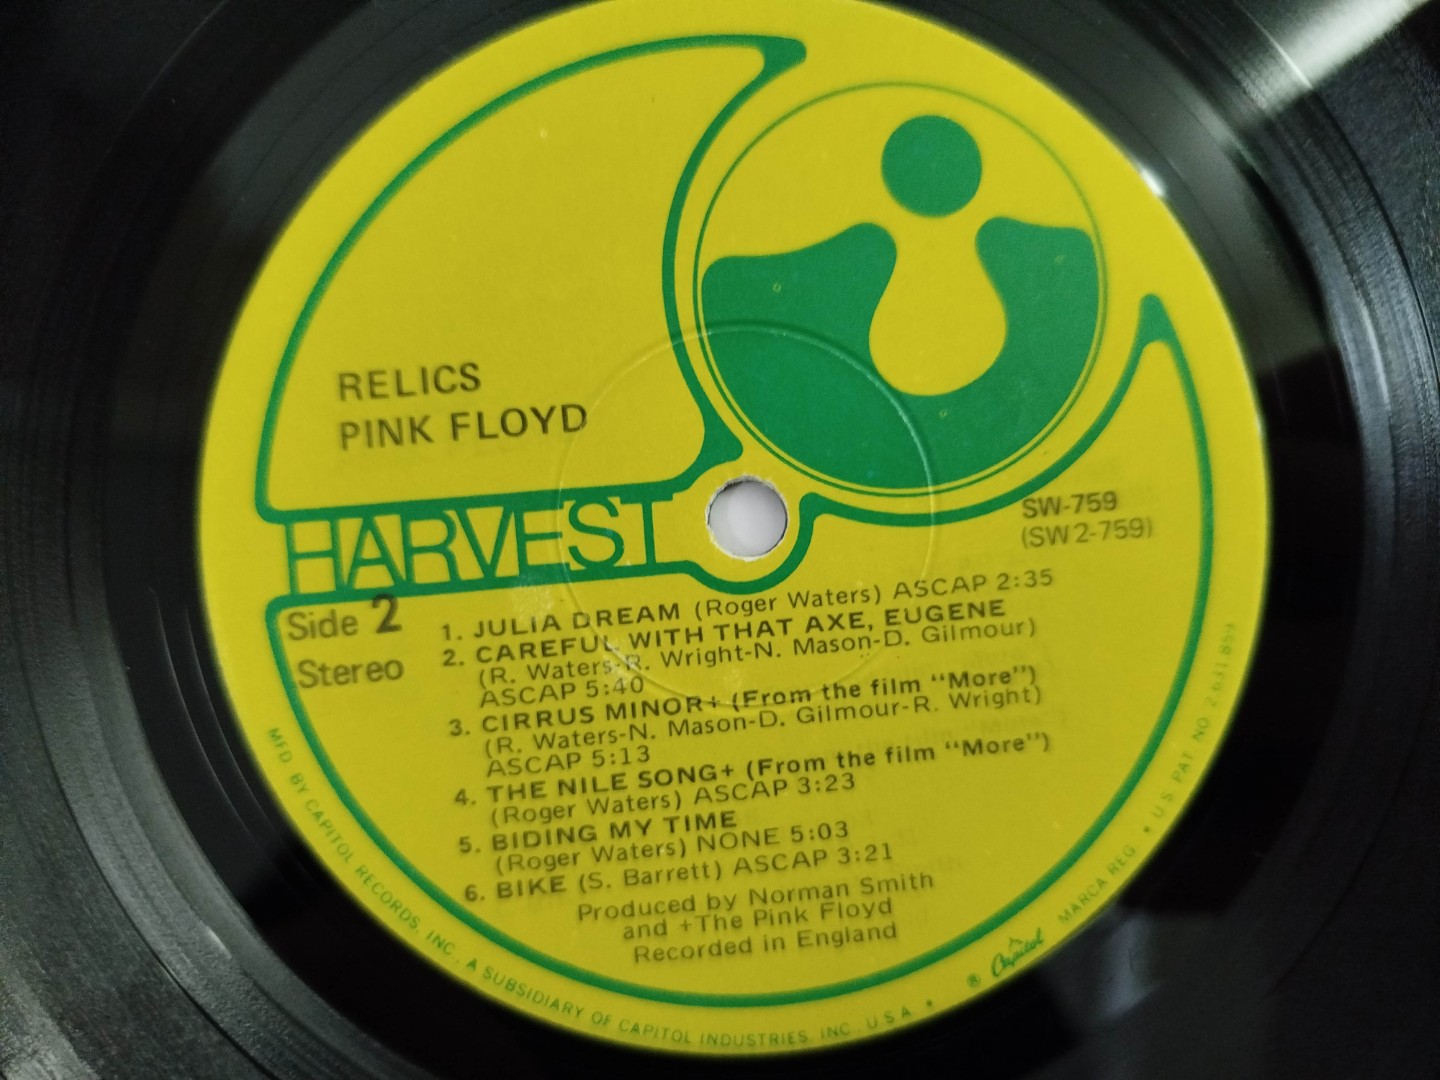 RELICS
PINK FLOYD
HARVEST
SW-759
(SW2-759)
Side 2
Stereo
1. JULIA DREAM (Roger Waters) ASCAP 2:35
2. CAREFUL WITH THAT AXE, EUGENE
(R. Waters-R. Wright-N. Mason-D. Gilmour)
ASCAP 5:40
3. CIRRUS MINOR+ (From the film "More")
(R. Waters-N. Mason-D. Gilmour-R. Wright)
ASCAP 5:13
4. THE NILE SONG+ (From the film "More")
(Roger Waters) ASCAP 3:23
5. BIDING MY TIME
(Roger Waters) NONE 5:03
6. BIKE (S. Barrett) ASCAP 3:21
Produced by Norman Smith
and +The Pink Floyd
Recorded in England
MFD BY CAPITOL RECORDS, INC., A SUBSIDIARY OF CAPITOL INDUSTRIES, INC., U.S.A. • ® Capitol MARCA REG. • U.S. PAT. NO. 2,631,859